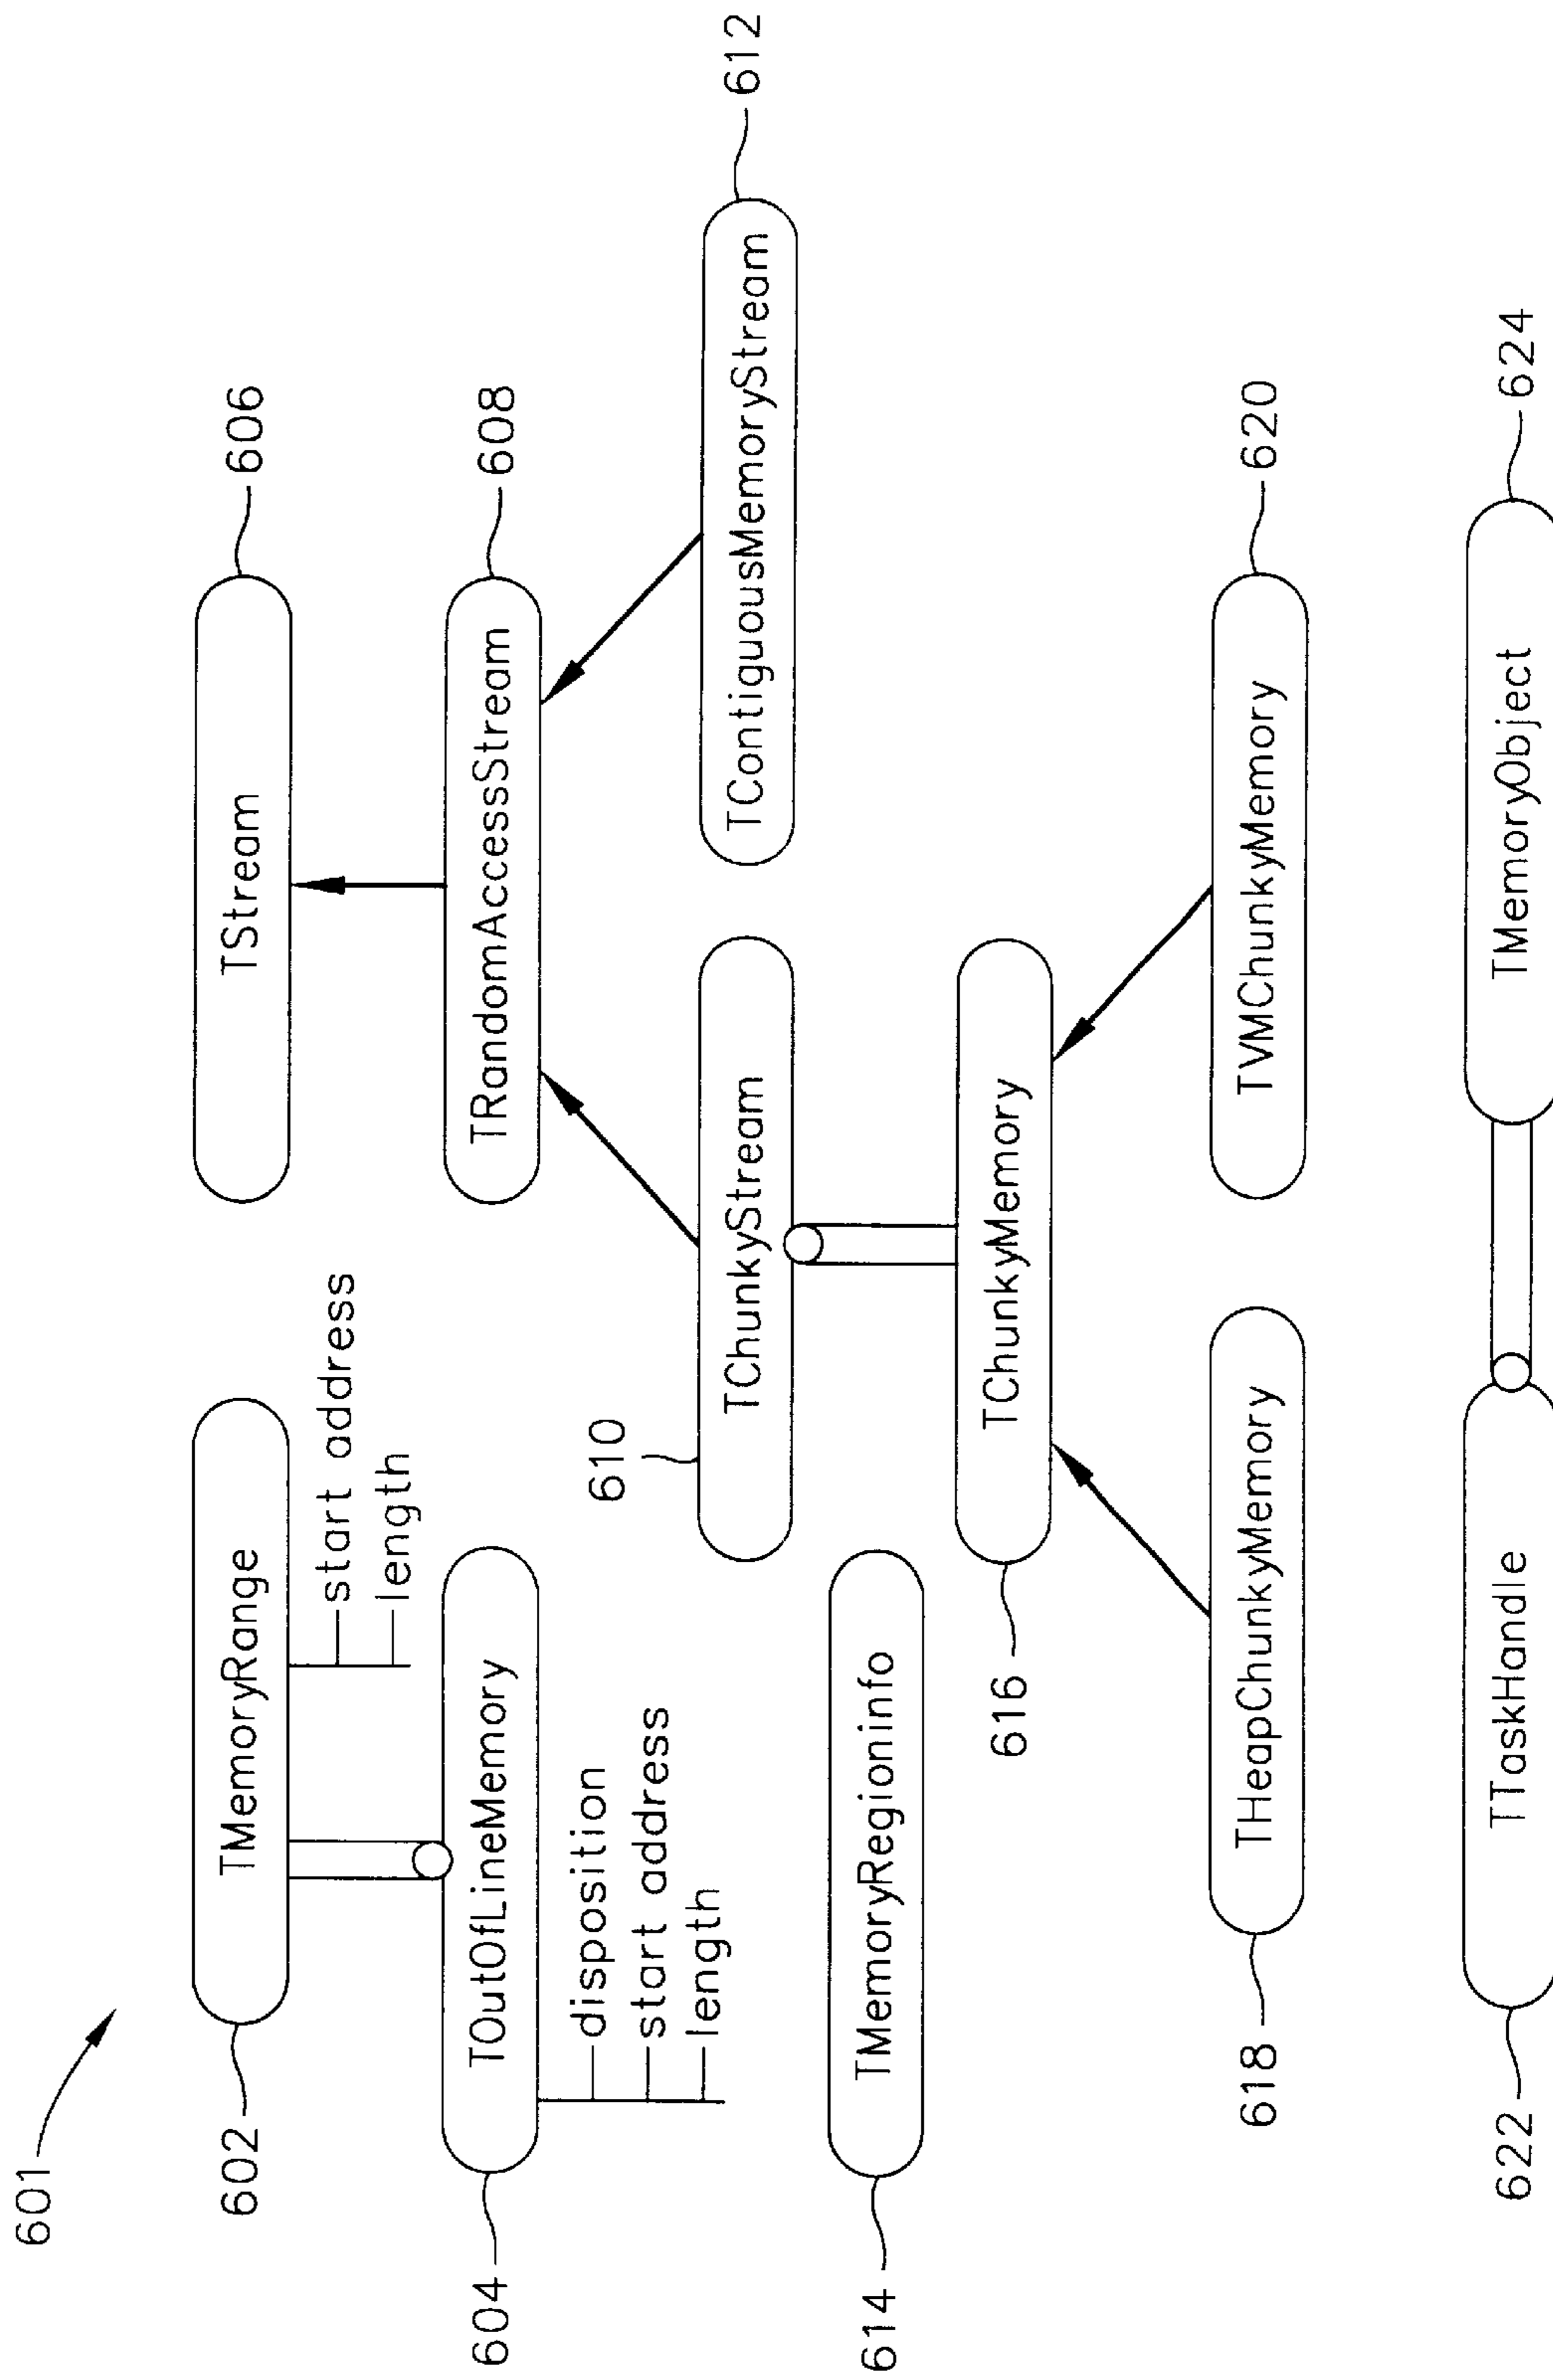 601
602
TMemoryRange
start address
length
TStream
606
604
TOutOfLineMemory
disposition
start address
length
TRandomAccessStream
608
610
TChunkyStream
TContiguousMemoryStream
612
614
TMemoryRegioninfo
616
TChunkyMemory
618
THeapChunkyMemory
TVMChunkyMemory
620
622
TTaskHandle
TMemoryObject
624